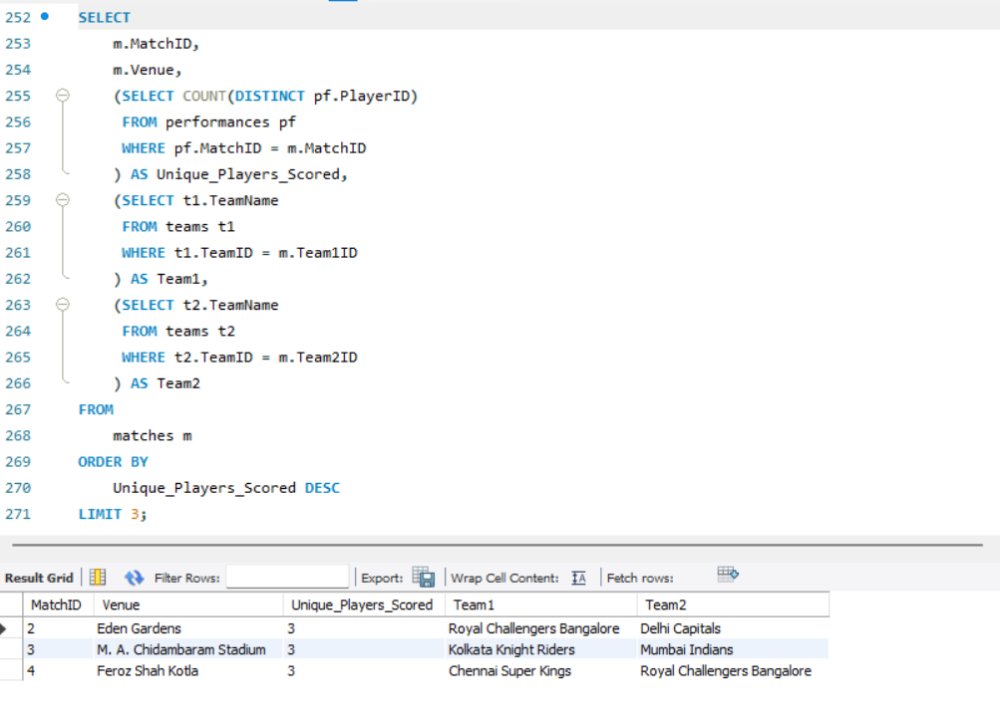 252 SELECT
253 m.MatchID,
254 m.Venue,
255 (SELECT COUNT(DISTINCT pf.PlayerID)
256 FROM performances pf
257 WHERE pf.MatchID = m.MatchID
258 ) AS Unique_Players_Scored,
259 (SELECT t1.TeamName
260 FROM teams t1
261 WHERE t1.TeamID = m.Team1ID
262 ) AS Team1,
263 (SELECT t2.TeamName
264 FROM teams t2
265 WHERE t2.TeamID = m.Team2ID
266 ) AS Team2
267 FROM
268 matches m
269 ORDER BY
270 Unique_Players_Scored DESC
271 LIMIT 3;
Result Grid Filter Rows: Export: Wrap Cell Content: IA Fetch rows:
MatchID Venue Unique_Players_Scored Team1 Team2
2 Eden Gardens 3 Royal Challengers Bangalore Delhi Capitals
3 M. A. Chidambaram Stadium 3 Kolkata Knight Riders Mumbai Indians
4 Feroz Shah Kotla 3 Chennai Super Kings Royal Challengers Bangalore